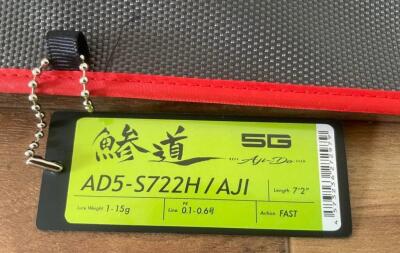 鯵道 5G
Aji-Do
AD5-S722H/AJI Length 7'2"
Lure Weight 1-15g PE Line 0.1-0.6号 Action FAST